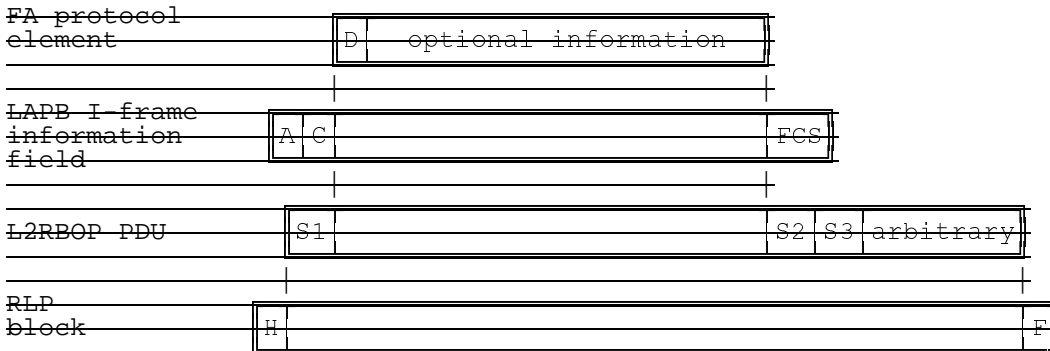 FA protocol
element
D optional information
LAPB I-frame
information
field
A C FCS
L2RBOP PDU
S1 S2 S3 arbitrary
RLP
block
H F